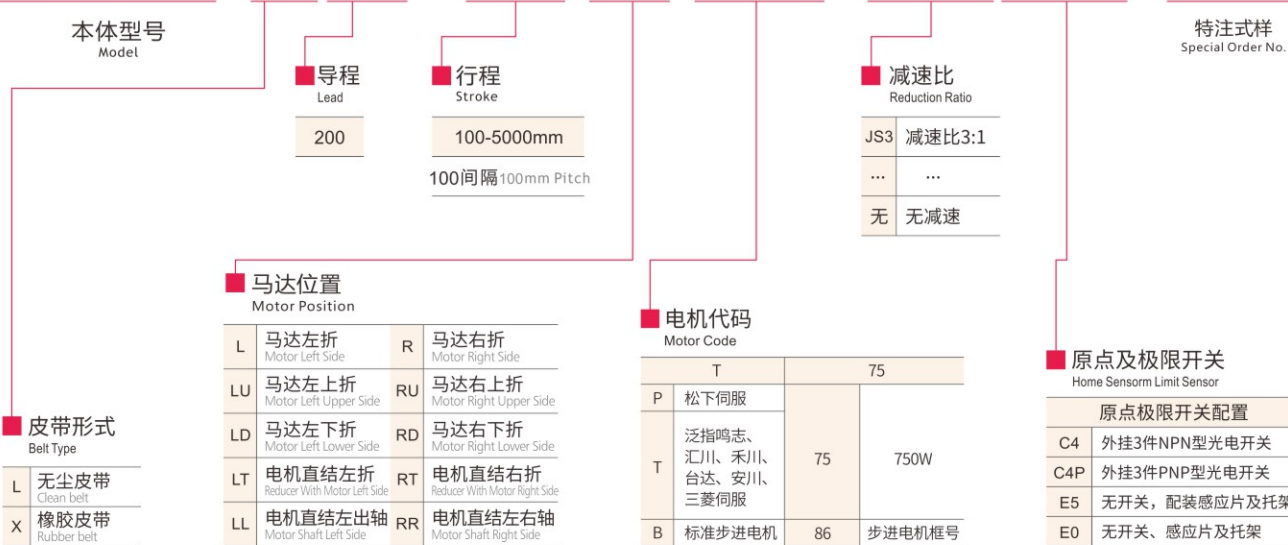 本体型号
Model
特注式样
Special Order No.
导程
Lead
200
行程
Stroke
100-5000mm
100间隔100mm Pitch
减速比
Reduction Ratio
JS3 减速比3:1
... ...
无 无减速
马达位置
Motor Position
L 马达左折 R 马达右折
Motor Left Side Motor Right Side
LU 马达左上折 RU 马达右上折
Motor Left Upper Side Motor Right Upper Side
LD 马达左下折 RD 马达右下折
Motor Left Lower Side Motor Right Lower Side
LT 电机直结左折 RT 电机直结右折
Reducer With Motor Left Side Reducer With Motor Right Side
LL 电机直结左出轴 RR 电机直结左右轴
Motor Shaft Left Side Motor Shaft Right Side
电机代码
Motor Code
T 75
P 松下伺服
T 泛指鸣志、
汇川、禾川、
台达、安川、
三菱伺服
75 750W
B 标准步进电机 86 步进电机框号
原点及极限开关
Home Sensorm Limit Sensor
原点极限开关配置
C4 外挂3件NPN型光电开关
C4P 外挂3件PNP型光电开关
E5 无开关，配装感应片及托架
E0 无开关、感应片及托架
皮带形式
Belt Type
L 无尘皮带
Clean belt
X 橡胶皮带
Rubber belt